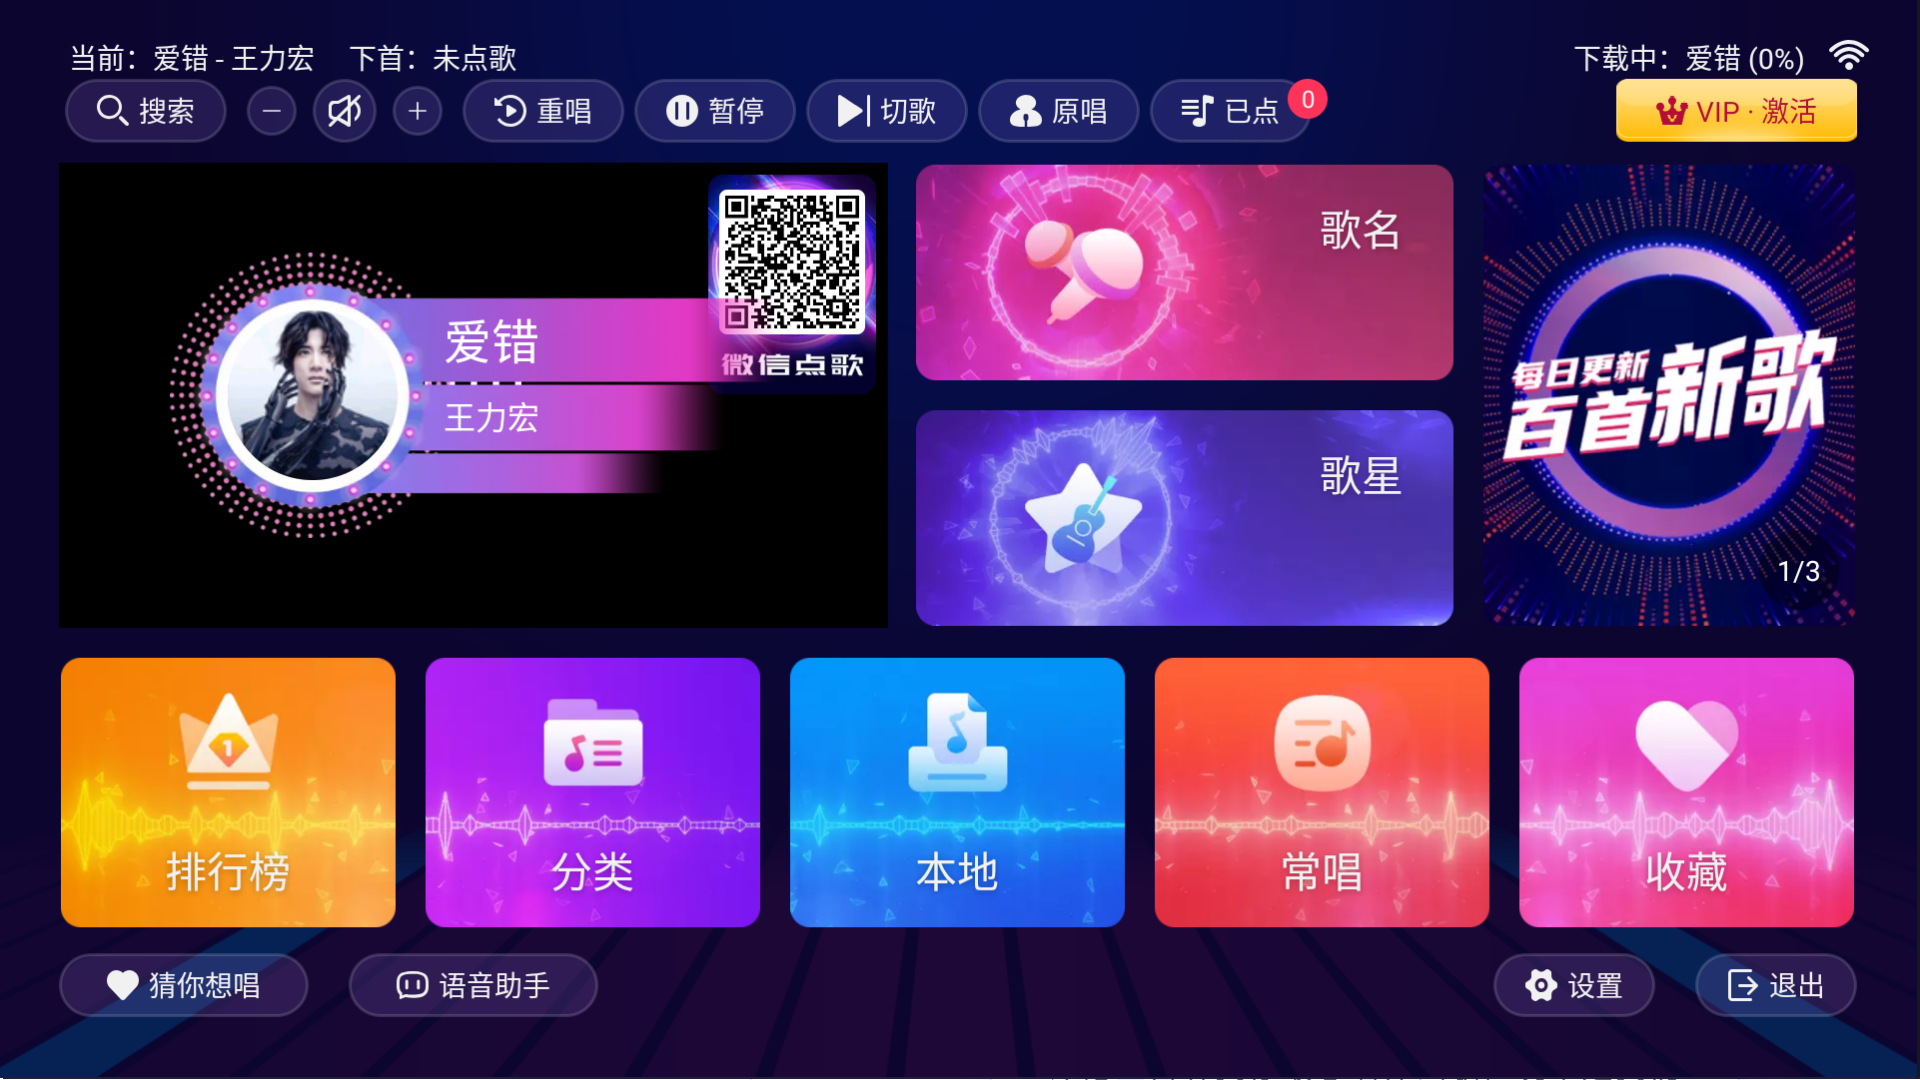 当前：爱错 - 王力宏 下首：未点歌
下载中：爱错 (0%)
搜索
重唱
暂停
切歌
原唱
已点
0
VIP · 激活
爱错
王力宏
微信点歌
歌名
歌星
每日更新
百首新歌
1/3
1
排行榜
分类
本地
常唱
收藏
猜你想唱
语音助手
设置
退出